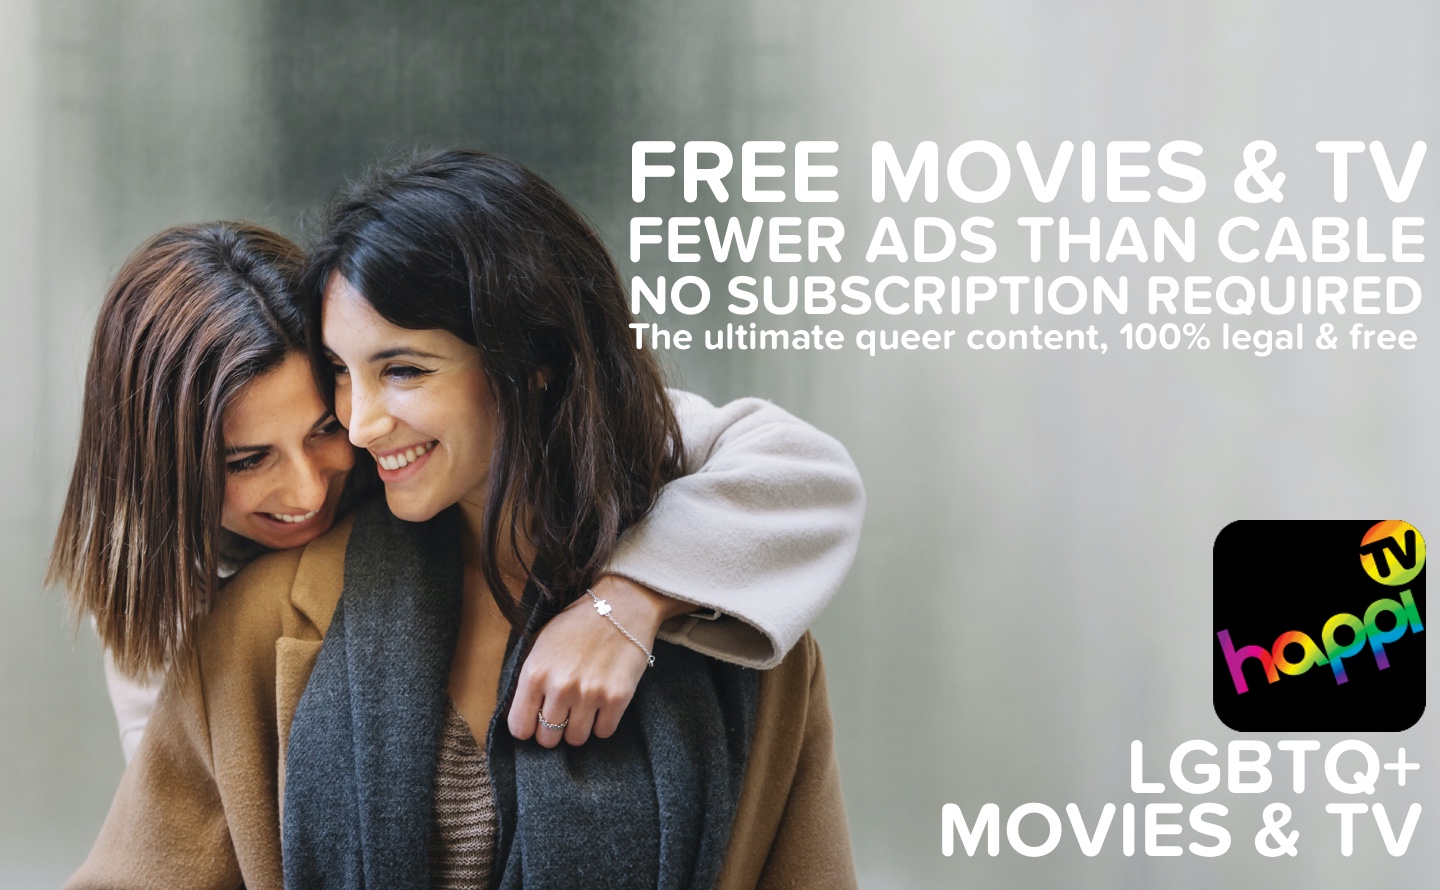 FREE MOVIES & TV
FEWER ADS THAN CABLE
NO SUBSCRIPTION REQUIRED
The ultimate queer content, 100% legal & free
TV
happi
LGBTQ+
MOVIES & TV